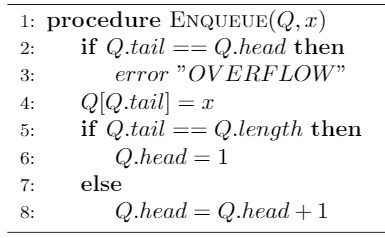 1: procedure ENQUEUE(Q, x)
2: if Q.tail == Q.head then
3: error "OVERFLOW"
4: Q[Q.tail] = x
5: if Q.tail == Q.length then
6: Q.head = 1
7: else
8: Q.head = Q.head + 1